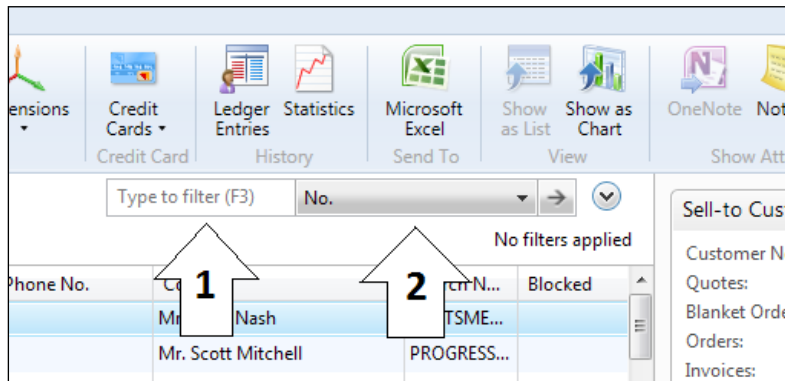 ensions Credit Cards Ledger Entries Statistics Microsoft Excel Show as List Show as Chart OneNote Not
Credit Card History Send To View Show Att
Type to filter (F3) No.
Sell-to Cus
No filters applied
Customer N
Phone No. Blocked
Quotes:
1 2
Blanket Orde
Nash TSME...
Orders:
Mr. Scott Mitchell PROGRESS...
Invoices: